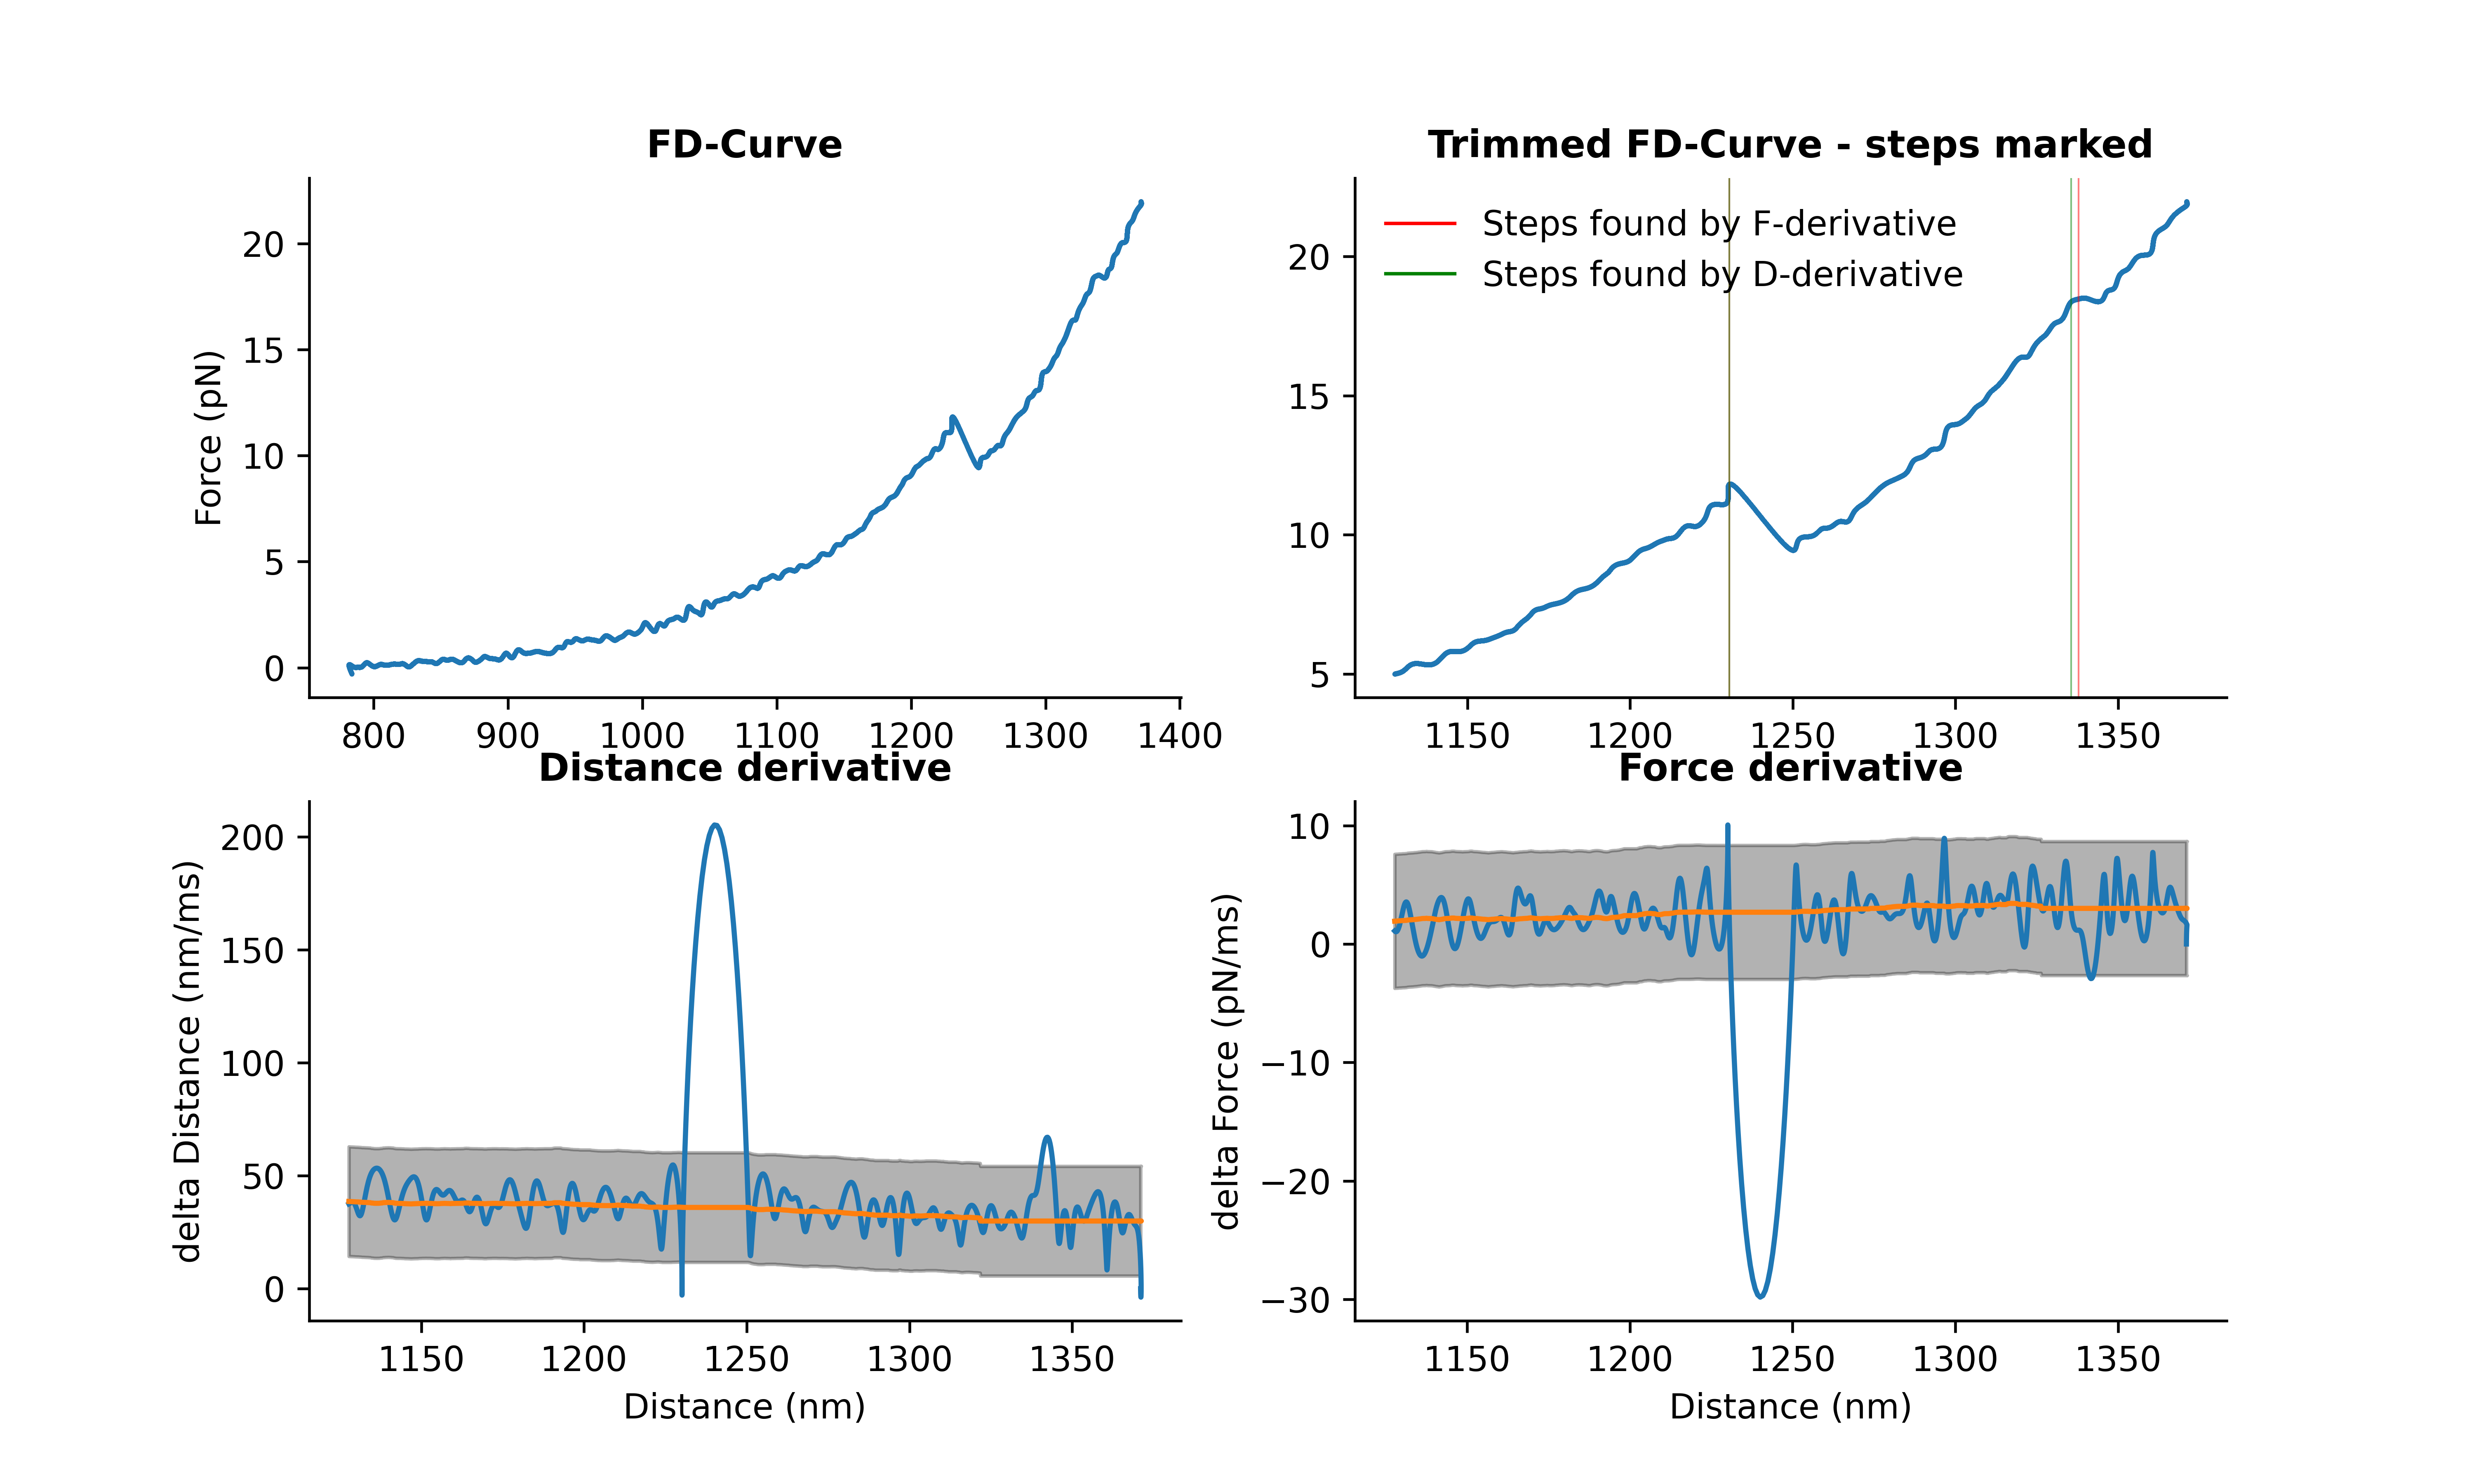 FD-Curve
Force (pN)
20
15
10
5
0
800 900 1000 1100 1200 1300 1400
Trimmed FD-Curve - steps marked
Steps found by F-derivative
Steps found by D-derivative
20
15
10
5
1150 1200 1250 1300 1350
Distance derivative
delta Distance (nm/ms)
200
150
100
50
0
1150 1200 1250 1300 1350
Distance (nm)
Force derivative
delta Force (pN/ms)
10
0
−10
−20
−30
1150 1200 1250 1300 1350
Distance (nm)